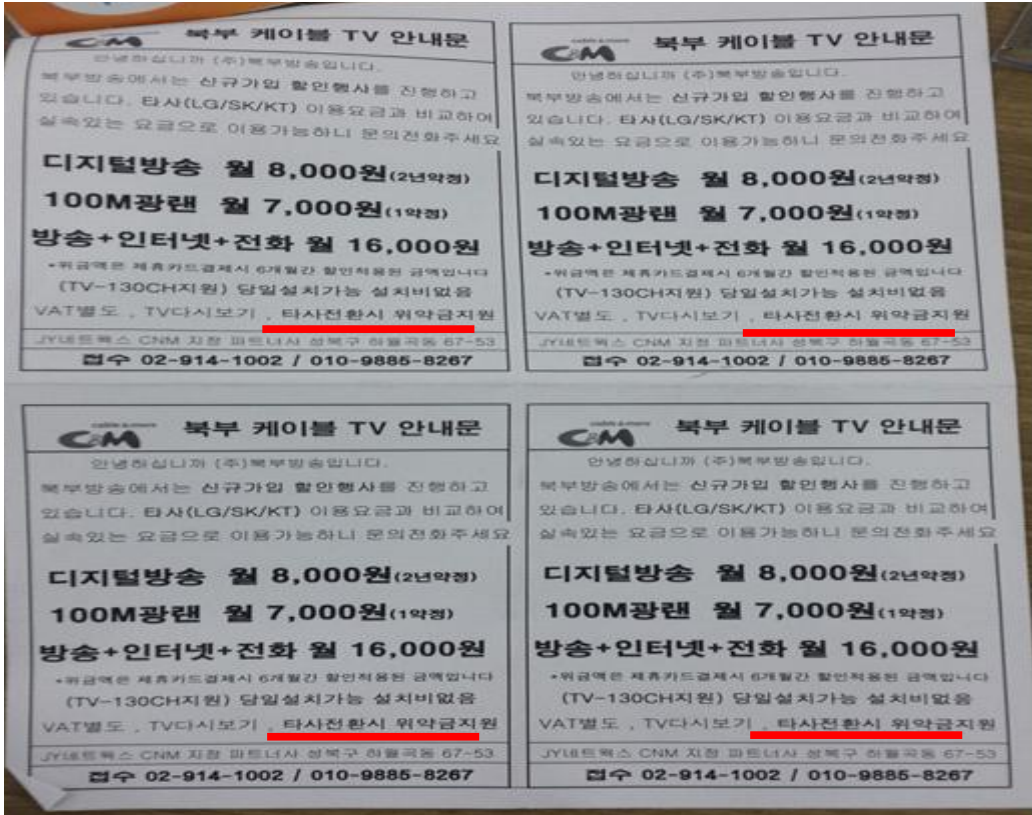 C&M 북부 케이블 TV 안내문
안녕하십니까 (주)북부방송입니다.
북부방송에서는 신규가입 할인행사를 진행하고
있습니다. 타사(LG/SK/KT) 이용요금과 비교하여
실속있는 요금으로 이용가능하니 문의전화주세요
디지털방송 월 8,000원(2년약정)
100M광랜 월 7,000원(1약정)
방송+인터넷+전화 월 16,000원
*위금액은 제휴카드결제시 6개월간 할인적용된 금액입니다
(TV-130CH지원) 당일설치가능 설치비없음
VAT별도 , TV다시보기 , 타사전환시 위약금지원
JY네트웍스 CNM 지정 파트너사 성북구 하월곡동 67-53
접수 02-914-1002 / 010-9885-8267
cable & more
C&M 북부 케이블 TV 안내문
안녕하십니까 (주)북부방송입니다.
북부방송에서는 신규가입 할인행사를 진행하고
있습니다. 타사(LG/SK/KT) 이용요금과 비교하여
실속있는 요금으로 이용가능하니 문의전화주세요
디지털방송 월 8,000원(2년약정)
100M광랜 월 7,000원(1약정)
방송+인터넷+전화 월 16,000원
*위금액은 제휴카드결제시 6개월간 할인적용된 금액입니다
(TV-130CH지원) 당일설치가능 설치비없음
VAT별도 , TV다시보기 , 타사전환시 위약금지원
JY네트웍스 CNM 지정 파트너사 성북구 하월곡동 67-53
접수 02-914-1002 / 010-9885-8267
cable & more
C&M 북부 케이블 TV 안내문
안녕하십니까 (주)북부방송입니다.
북부방송에서는 신규가입 할인행사를 진행하고
있습니다. 타사(LG/SK/KT) 이용요금과 비교하여
실속있는 요금으로 이용가능하니 문의전화주세요
디지털방송 월 8,000원(2년약정)
100M광랜 월 7,000원(1약정)
방송+인터넷+전화 월 16,000원
*위금액은 제휴카드결제시 6개월간 할인적용된 금액입니다
(TV-130CH지원) 당일설치가능 설치비없음
VAT별도 , TV다시보기 , 타사전환시 위약금지원
JY네트웍스 CNM 지정 파트너사 성북구 하월곡동 67-53
접수 02-914-1002 / 010-9885-8267
cable & more
C&M 북부 케이블 TV 안내문
안녕하십니까 (주)북부방송입니다.
북부방송에서는 신규가입 할인행사를 진행하고
있습니다. 타사(LG/SK/KT) 이용요금과 비교하여
실속있는 요금으로 이용가능하니 문의전화주세요
디지털방송 월 8,000원(2년약정)
100M광랜 월 7,000원(1약정)
방송+인터넷+전화 월 16,000원
*위금액은 제휴카드결제시 6개월간 할인적용된 금액입니다
(TV-130CH지원) 당일설치가능 설치비없음
VAT별도 , TV다시보기 , 타사전환시 위약금지원
JY네트웍스 CNM 지정 파트너사 성북구 하월곡동 67-53
접수 02-914-1002 / 010-9885-8267